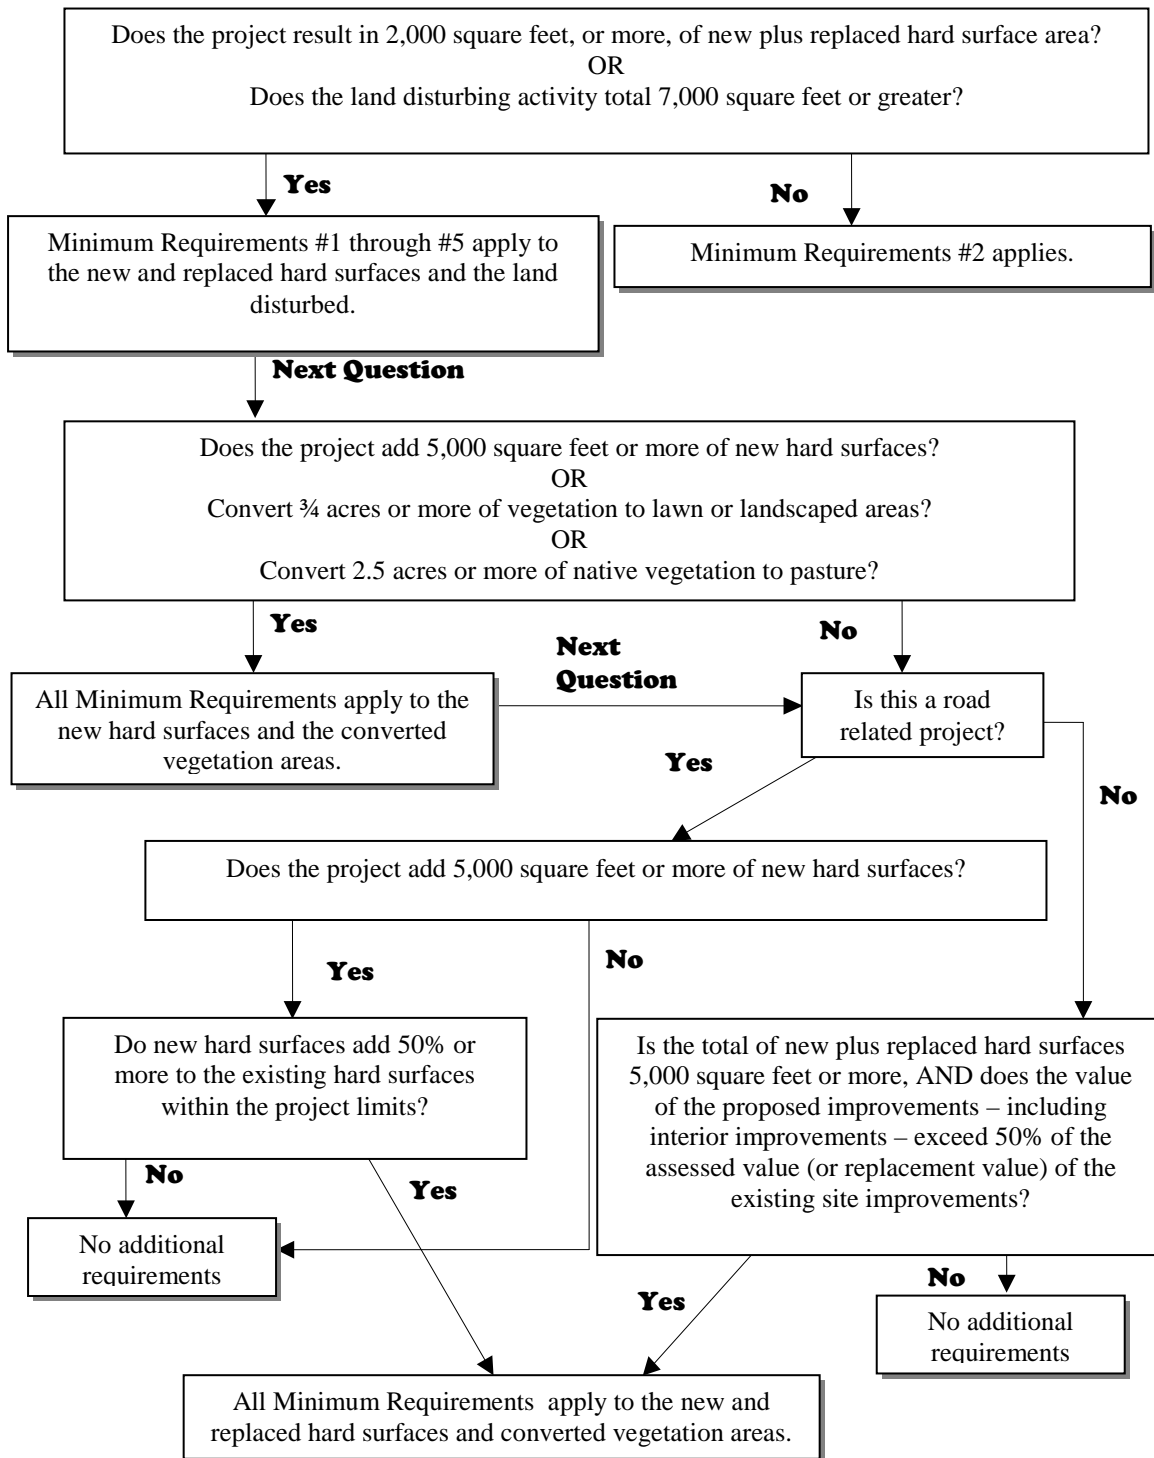 Does the project result in 2,000 square feet, or more, of new plus replaced hard surface area?
OR
Does the land disturbing activity total 7,000 square feet or greater?
Yes
No
Minimum Requirements #1 through #5 apply to
the new and replaced hard surfaces and the land
disturbed.
Minimum Requirements #2 applies.
Next Question
Does the project add 5,000 square feet or more of new hard surfaces?
OR
Convert ¾ acres or more of vegetation to lawn or landscaped areas?
OR
Convert 2.5 acres or more of native vegetation to pasture?
Yes
No
Next
Question
All Minimum Requirements apply to the
new hard surfaces and the converted
vegetation areas.
Is this a road
related project?
Yes
No
Does the project add 5,000 square feet or more of new hard surfaces?
Yes
No
Do new hard surfaces add 50% or
more to the existing hard surfaces
within the project limits?
Is the total of new plus replaced hard surfaces
5,000 square feet or more, AND does the value
of the proposed improvements – including
interior improvements – exceed 50% of the
assessed value (or replacement value) of the
existing site improvements?
No
Yes
No additional
requirements
Yes
No
No additional
requirements
All Minimum Requirements apply to the new and
replaced hard surfaces and converted vegetation areas.